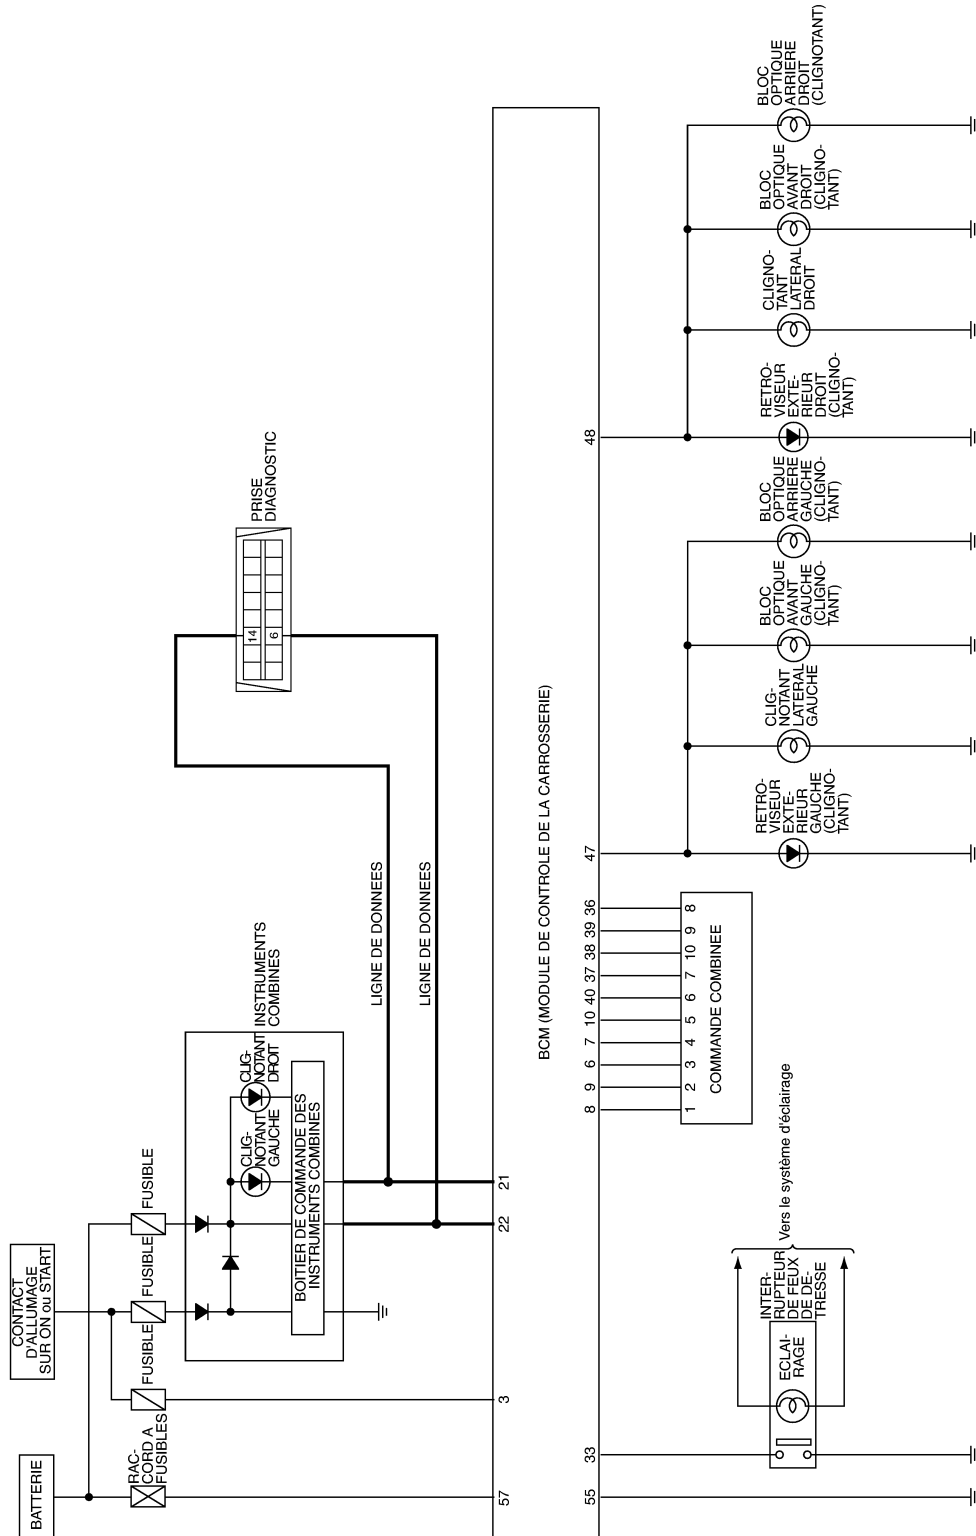 BATTERIE
CONTACT
D'ALLUMAGE
SUR ON ou START
RAC-
CORD A
FUSIBLES
FUSIBLE
FUSIBLE
FUSIBLE
CLIG-
NOTANT
GAUCHE
CLIG-
NOTANT
DROIT
INSTRUMENTS
COMBINES
BOITIER DE COMMANDE DES
INSTRUMENTS COMBINES
LIGNE DE DONNEES
LIGNE DE DONNEES
14
6
PRISE
DIAGNOSTIC
57
3
22
21
BCM (MODULE DE CONTROLE DE LA CARROSSERIE)
55
33
8
9
6
7
10
40
37
38
39
36
47
48
1
2
3
4
5
6
7
10
9
8
COMMANDE COMBINEE
INTER-
RUPTEUR
DE FEUX
DE DE-
TRESSE
ECLAI-
RAGE
Vers le système d'éclairage
RETRO-
VISEUR
EXTE-
RIEUR
GAUCHE
(CLIGNO-
TANT)
CLIG-
NOTANT
LATERAL
GAUCHE
BLOC
OPTIQUE
AVANT
GAUCHE
(CLIGNO-
TANT)
BLOC
OPTIQUE
ARRIERE
GAUCHE
(CLIGNO-
TANT)
RETRO-
VISEUR
EXTE-
RIEUR
DROIT
(CLIGNO-
TANT)
CLIGNO-
TANT
LATERAL
DROIT
BLOC
OPTIQUE
AVANT
DROIT
(CLIGNO-
TANT)
BLOC
OPTIQUE
ARRIERE
DROIT
(CLIGNOTANT)